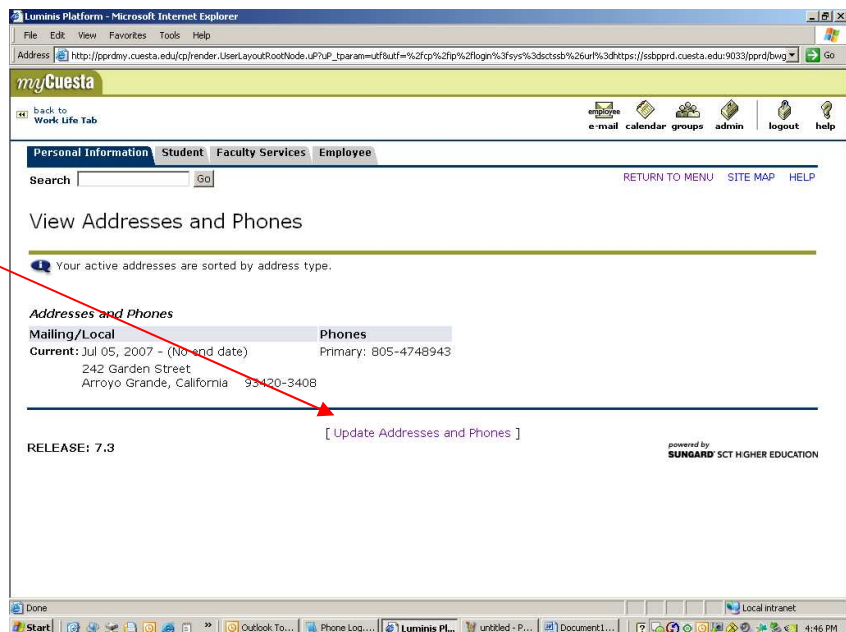 Luminis Platform - Microsoft Internet Explorer
File Edit View Favorites Tools Help
Address http://pprdmy.cuesta.edu/cp/render.UserLayoutRootNode.uP?uP_tparam=utf&utf=%2fcp%2fip%2flogin%3fsys%3dsctssb%26url%3dhttps://ssbpprd.cuesta.edu:9033/pprd/bwg Go
myCuesta
back to
Work Life Tab
employee
e-mail calendar groups admin logout help
Personal Information Student Faculty Services Employee
Search Go RETURN TO MENU SITE MAP HELP
View Addresses and Phones
Your active addresses are sorted by address type.
Addresses and Phones
Mailing/Local Phones
Current: Jul 05, 2007 - (No end date) Primary: 805-4748943
242 Garden Street
Arroyo Grande, California 93420-3408
[ Update Addresses and Phones ]
RELEASE: 7.3
powered by
SUNGARD' SCT HIGHER EDUCATION
Done Local intranet
Start » Outlook To... Phone Log.... Luminis Pl... untitled - P... Document1... 4:46 PM